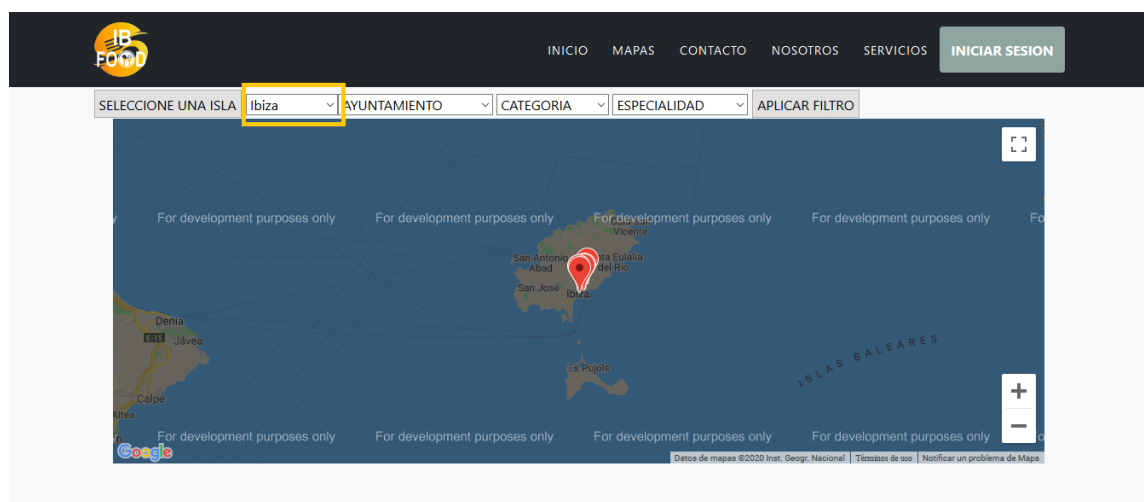 IB
FOOD
INICIO MAPAS CONTACTO NOSOTROS SERVICIOS INICIAR SESION
SELECCIONE UNA ISLA Ibiza AYUNTAMIENTO CATEGORIA ESPECIALIDAD APLICAR FILTRO
For development purposes only For development purposes only For development purposes only For development purposes only Fo
Vicente
San Antonio
Abad
ta Eulalia
del Río
San José
Ibiza
Denia
Jávea
ISLAS BALEARES
Es Pujols
Calpe
Altea
n For development purposes only For development purposes only For development purposes only For development purposes only
Google
Datos de mapas ©2020 Inst. Geogr. Nacional Términos de uso Notificar un problema de Maps